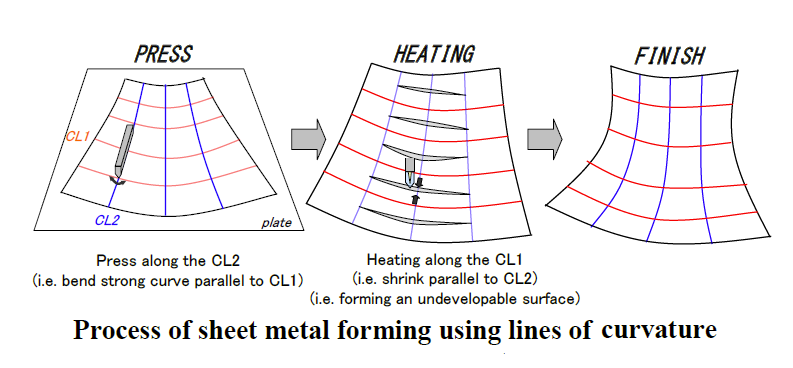 PRESS
HEATING
FINISH
CL1
CL2
plate
Press along the CL2
(i.e. bend strong curve parallel to CL1)
Heating along the CL1
(i.e. shrink parallel to CL2)
(i.e. forming an undevelopable surface)
Process of sheet metal forming using lines of curvature